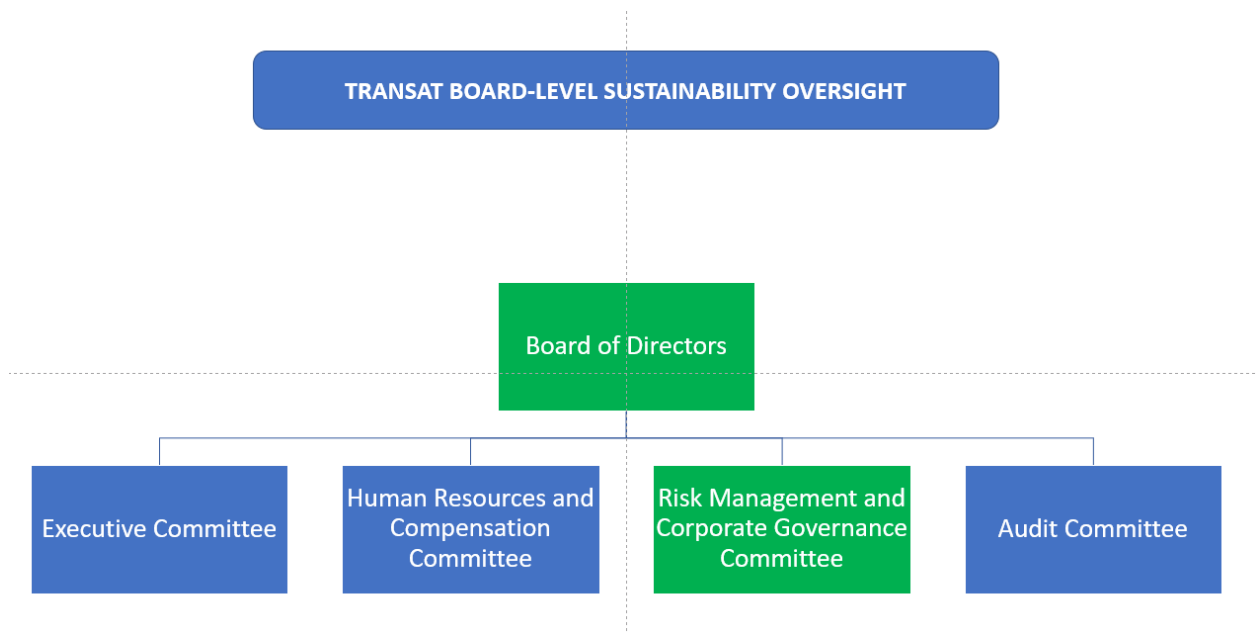 TRANSAT BOARD-LEVEL SUSTAINABILITY OVERSIGHT
Board of Directors
Executive Committee
Human Resources and
Compensation
Committee
Risk Management and
Corporate Governance
Committee
Audit Committee